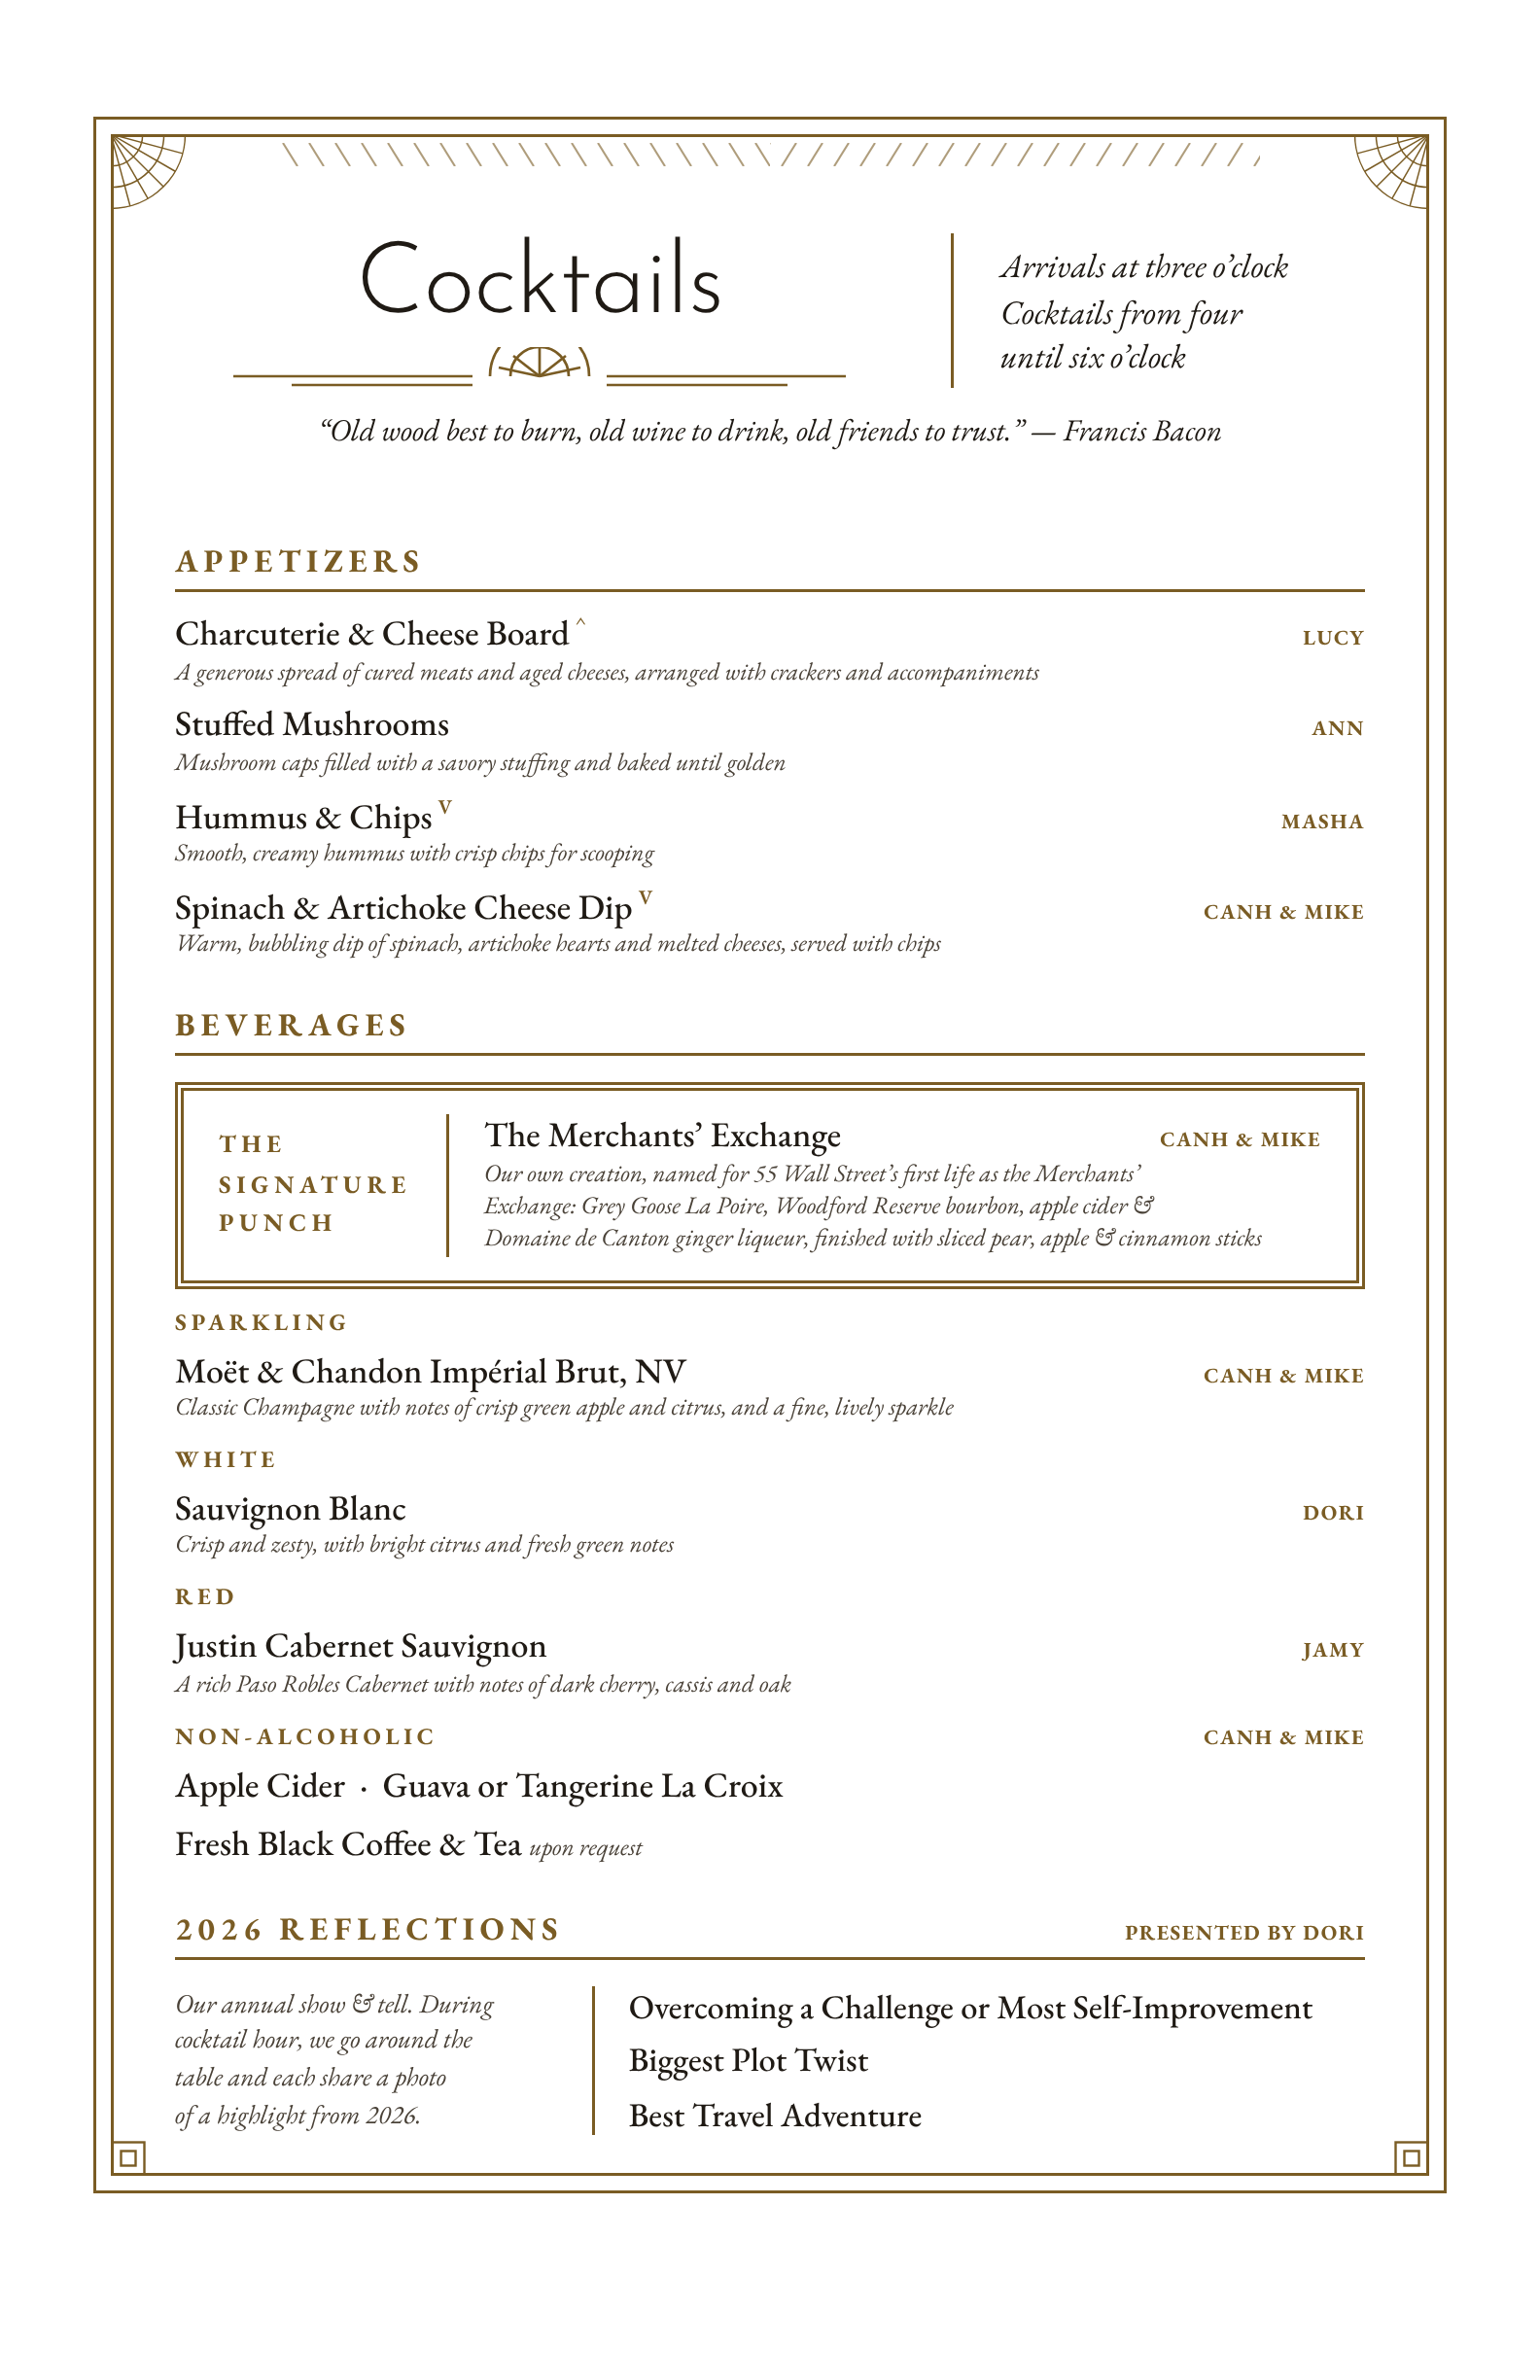 Cocktails
Arrivals at three o’clock
Cocktails from four
until six o’clock
“Old wood best to burn, old wine to drink, old friends to trust.” — Francis Bacon
APPETIZERS
Charcuterie & Cheese Board ^ LUCY
A generous spread of cured meats and aged cheeses, arranged with crackers and accompaniments
Stuffed Mushrooms ANN
Mushroom caps filled with a savory stuffing and baked until golden
Hummus & Chips V MASHA
Smooth, creamy hummus with crisp chips for scooping
Spinach & Artichoke Cheese Dip V CANH & MIKE
Warm, bubbling dip of spinach, artichoke hearts and melted cheeses, served with chips
BEVERAGES
THE
SIGNATURE
PUNCH
The Merchants’ Exchange CANH & MIKE
Our own creation, named for 55 Wall Street’s first life as the Merchants’
Exchange: Grey Goose La Poire, Woodford Reserve bourbon, apple cider &
Domaine de Canton ginger liqueur, finished with sliced pear, apple & cinnamon sticks
SPARKLING
Moët & Chandon Impérial Brut, NV CANH & MIKE
Classic Champagne with notes of crisp green apple and citrus, and a fine, lively sparkle
WHITE
Sauvignon Blanc DORI
Crisp and zesty, with bright citrus and fresh green notes
RED
Justin Cabernet Sauvignon JAMY
A rich Paso Robles Cabernet with notes of dark cherry, cassis and oak
NON-ALCOHOLIC CANH & MIKE
Apple Cider · Guava or Tangerine La Croix
Fresh Black Coffee & Tea upon request
2026 REFLECTIONS PRESENTED BY DORI
Our annual show & tell. During
cocktail hour, we go around the
table and each share a photo
of a highlight from 2026.
Overcoming a Challenge or Most Self-Improvement
Biggest Plot Twist
Best Travel Adventure